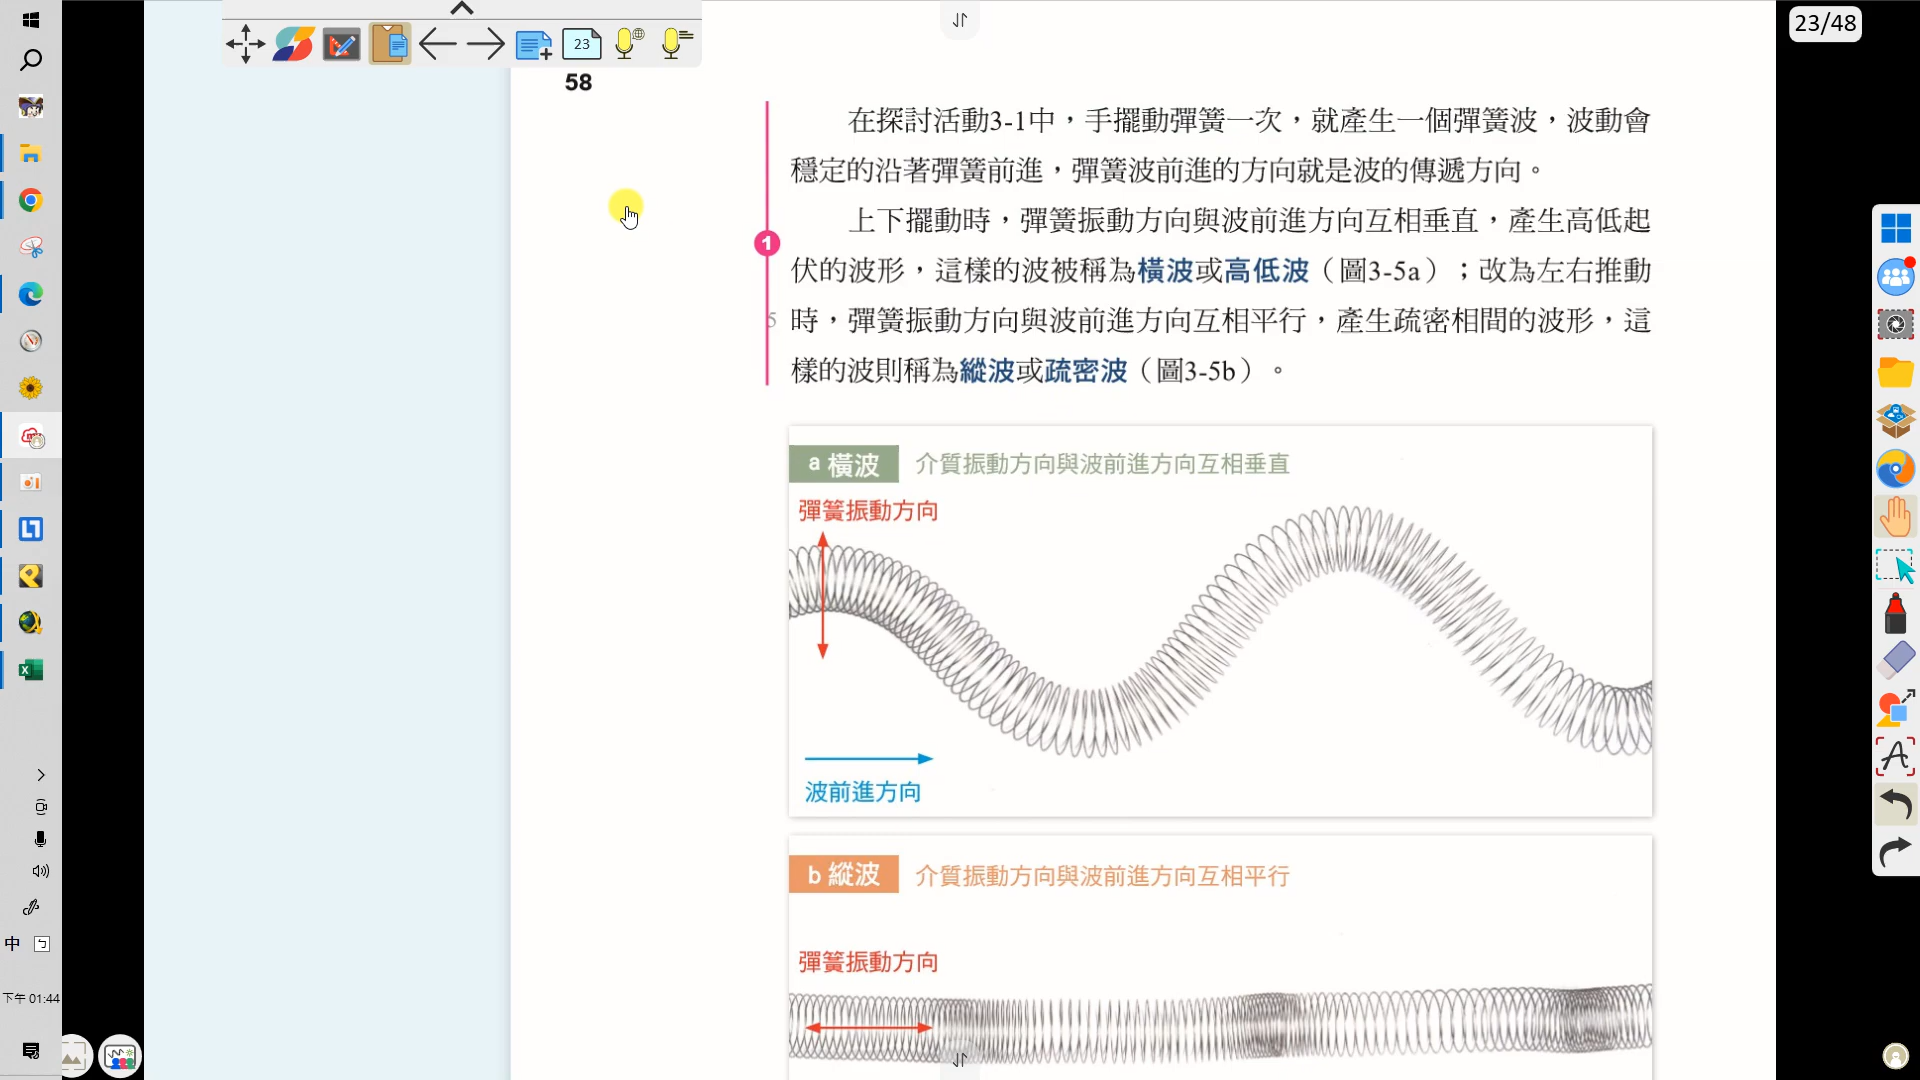 23/48
23
58
在探討活動3-1中，手擺動彈簧一次，就產生一個彈簧波，波動會
穩定的沿著彈簧前進，彈簧波前進的方向就是波的傳遞方向。
上下擺動時，彈簧振動方向與波前進方向互相垂直，產生高低起
1
伏的波形，這樣的波被稱為橫波或高低波（圖3-5a）；改為左右推動
5
時，彈簧振動方向與波前進方向互相平行，產生疏密相間的波形，這
樣的波則稱為縱波或疏密波（圖3-5b）。
a 橫波 介質振動方向與波前進方向互相垂直
彈簧振動方向
波前進方向
b 縱波 介質振動方向與波前進方向互相平行
彈簧振動方向
中 ㄅ
下午 01:44